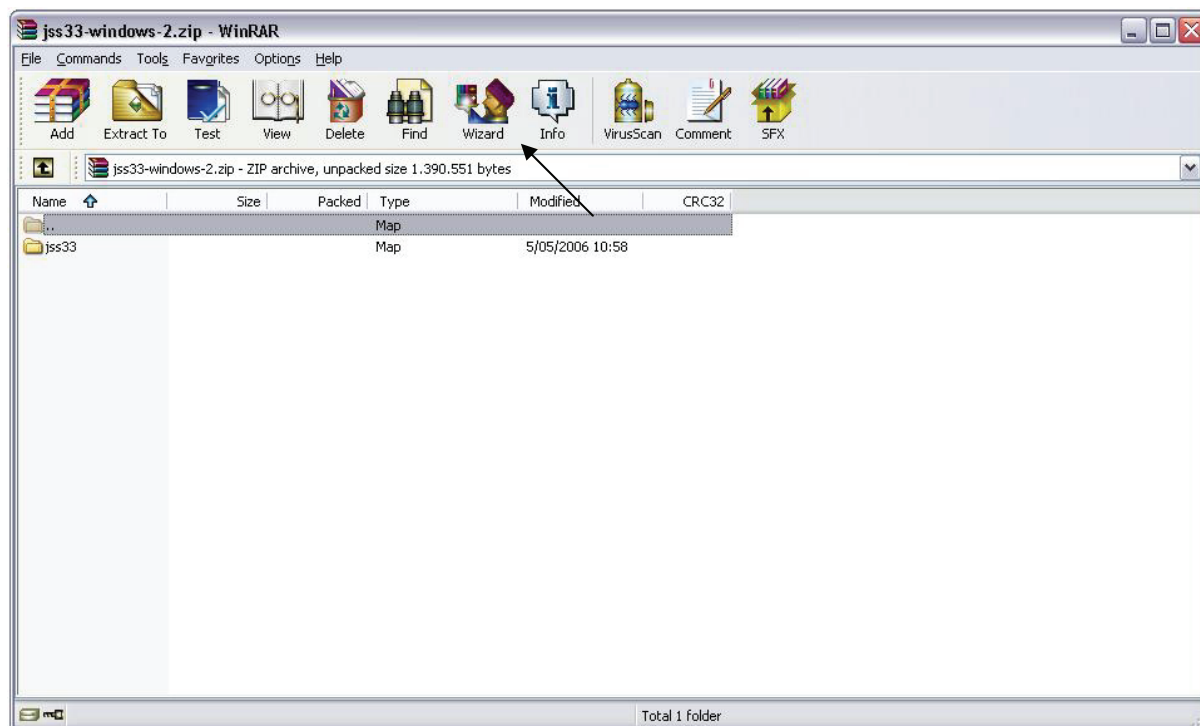 jss33-windows-2.zip - WinRAR
File Commands Tools Favorites Options Help
Add Extract To Test View Delete Find Wizard Info VirusScan Comment SFX
jss33-windows-2.zip - ZIP archive, unpacked size 1.390.551 bytes
Name Size Packed Type Modified CRC32
.. Map
jss33 Map 5/05/2006 10:58
Total 1 folder